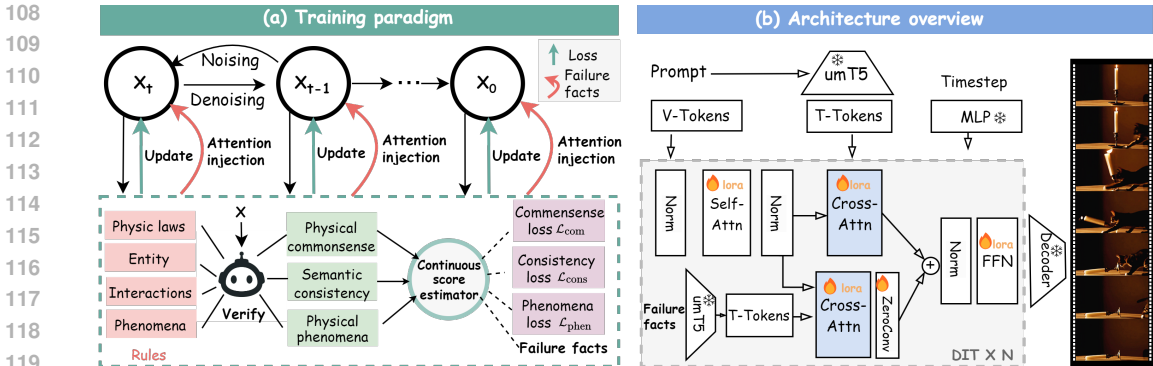 108
109
110
111
112
113
114
115
116
117
118
119
(a) Training paradigm
Noising
Denoising
Xt
Xt-1
...
X0
Loss
Failure
facts
Update
Attention
injection
Update
Attention
injection
Update
Attention
injection
Physic laws
Entity
Interactions
Phenomena
Rules
X
Verify
Physical
commonsense
Semantic
consistency
Physical
phenomena
Continuous
score
estimator
Commensense
loss Lcom
Consistency
loss Lcons
Phenomena
loss Lphen
Failure facts
(b) Architecture overview
Prompt
umT5
Timestep
V-Tokens
T-Tokens
MLP
Norm
lora
Self-
Attn
Norm
lora
Cross-
Attn
Failure
facts
umT5
T-Tokens
lora
Cross-
Attn
ZeroConv
+
Norm
lora
FFN
Decoder
DIT X N